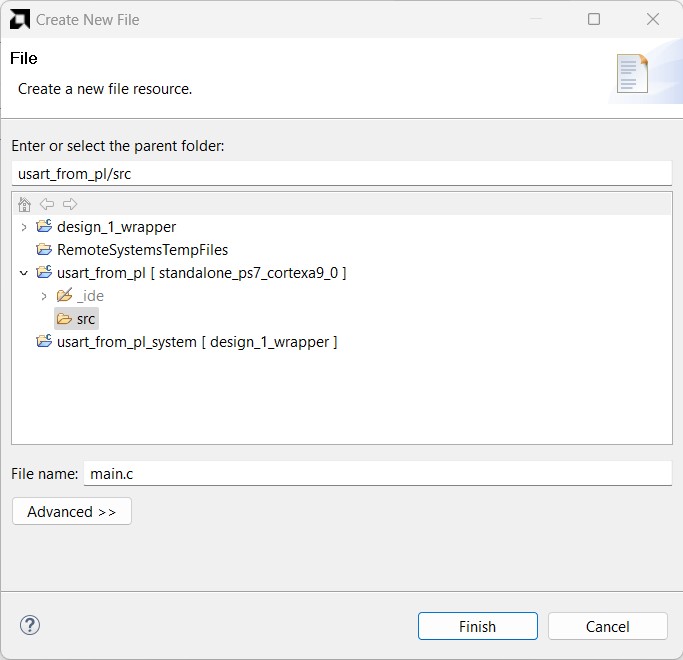 Create New File
File
Create a new file resource.
Enter or select the parent folder:
usart_from_pl/src
design_1_wrapper
RemoteSystemsTempFiles
usart_from_pl [ standalone_ps7_cortexa9_0 ]
_ide
src
usart_from_pl_system [ design_1_wrapper ]
File name: main.c
Advanced >>
? Finish Cancel